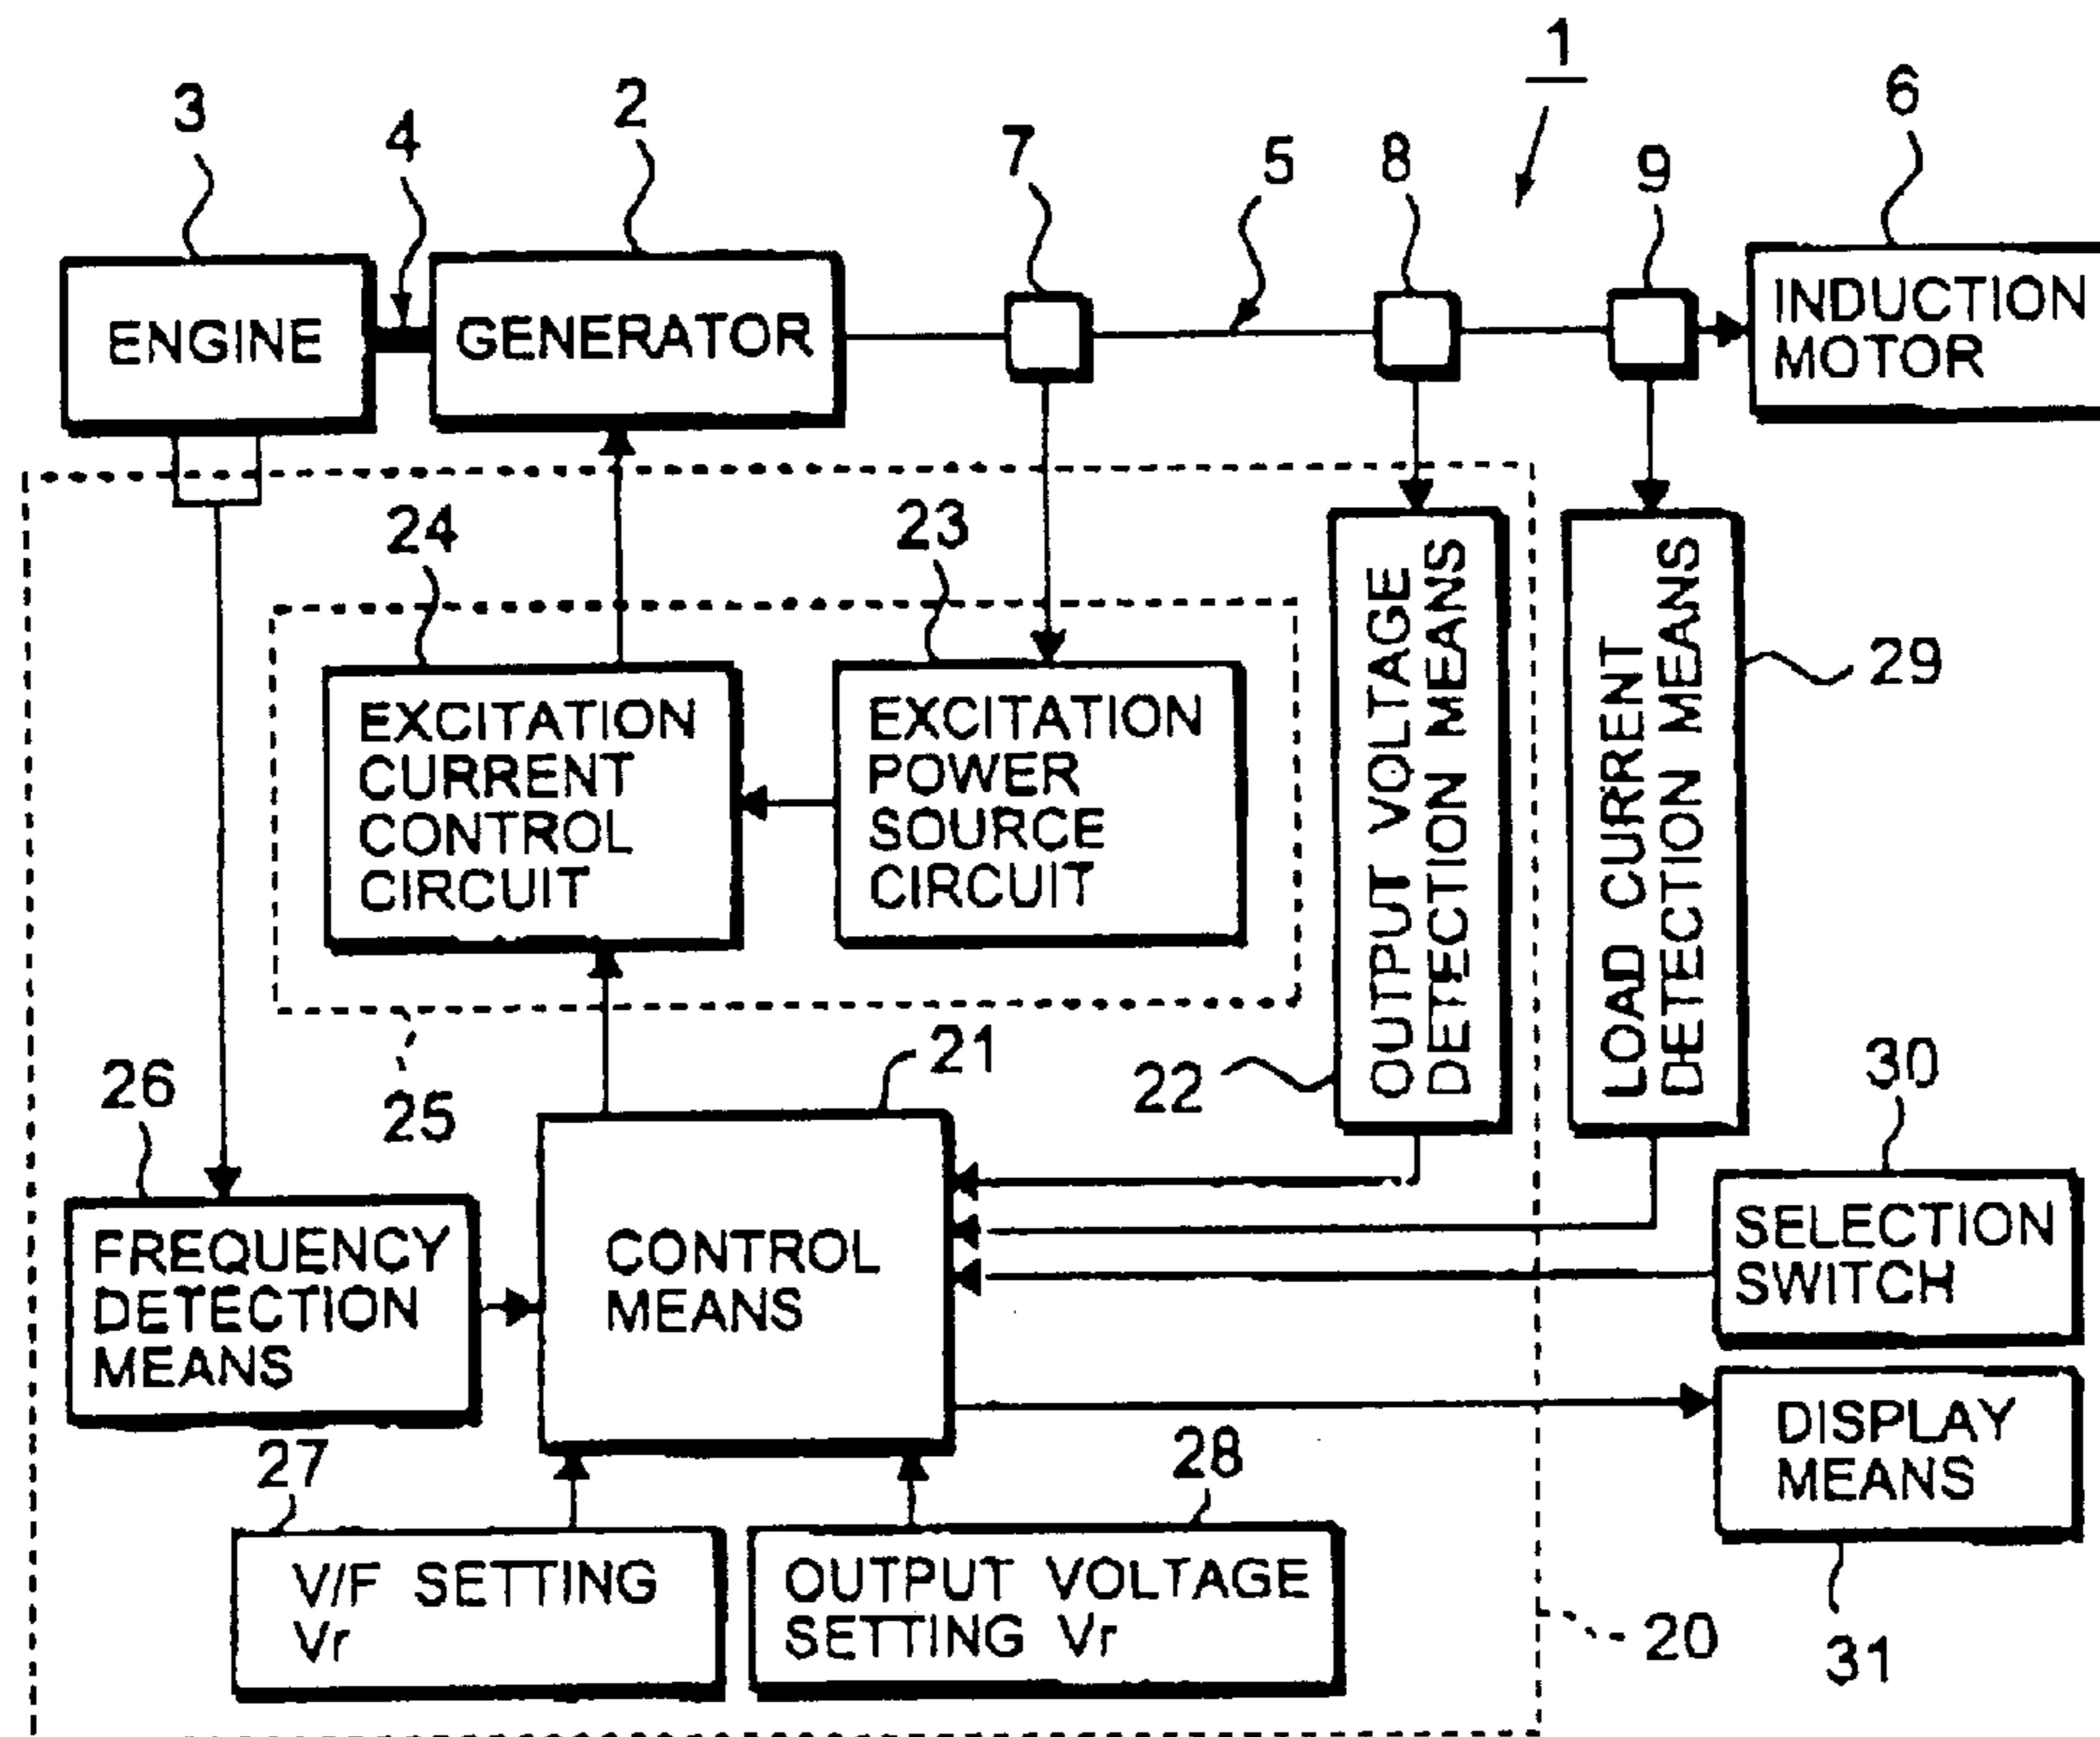 1
3
4
2
7
5
8
9
6
ENGINE
GENERATOR
INDUCTION
MOTOR
24
23
EXCITATION
CURRENT
CONTROL
CIRCUIT
EXCITATION
POWER
SOURCE
CIRCUIT
OUTPUT VOLTAGE
DETECTION MEANS
LOAD CURRENT
DETECTION MEANS
29
26
25
21
22
30
FREQUENCY
DETECTION
MEANS
CONTROL
MEANS
SELECTION
SWITCH
27
28
DISPLAY
MEANS
V/F SETTING
Vr
OUTPUT VOLTAGE
SETTING Vr
20
31